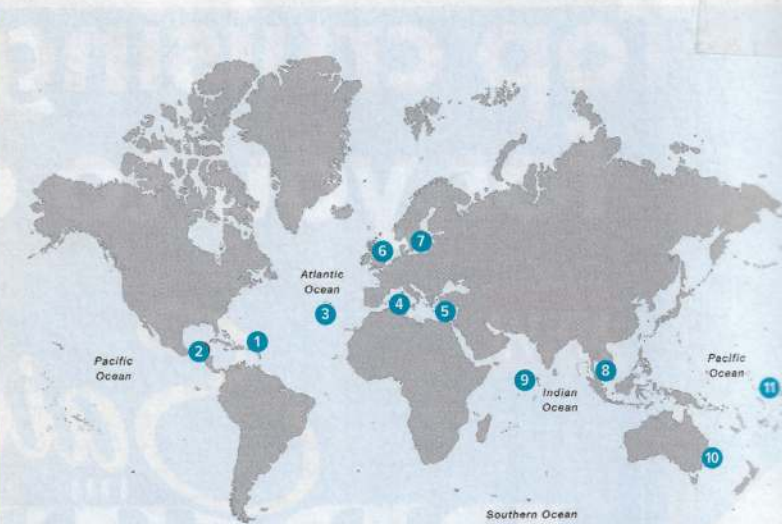 Atlantic
Ocean
Pacific
Ocean
Pacific
Ocean
Indian
Ocean
Southern Ocean
1
2
3
4
5
6
7
8
9
10
11